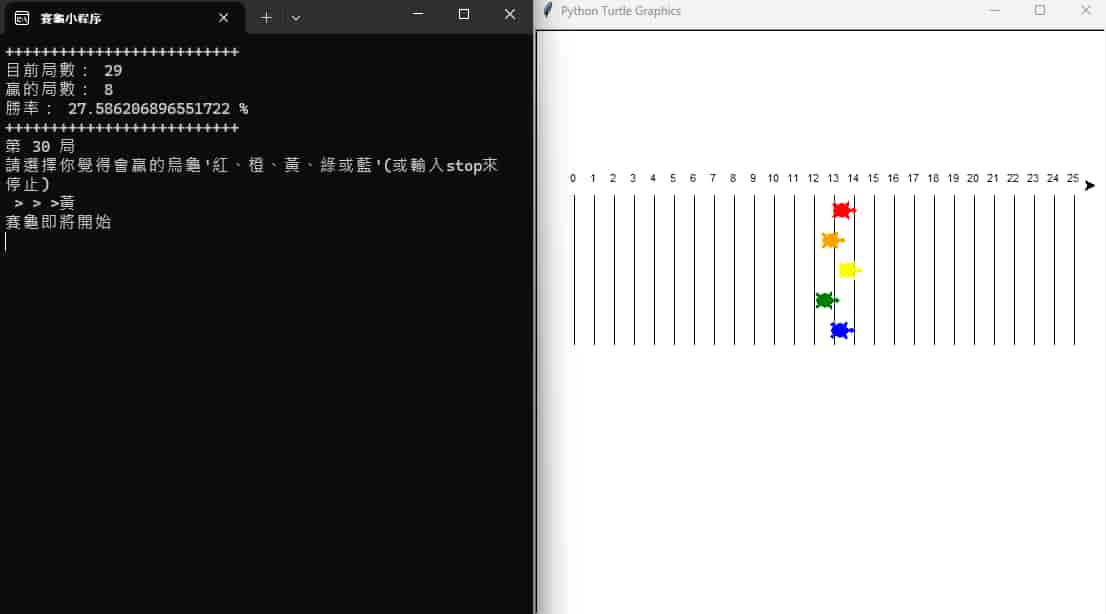 賽龜小程序
Python Turtle Graphics
++++++++++++++++++++++++++
目前局數： 29
贏的局數： 8
勝率： 27.586206896551722 %
++++++++++++++++++++++++++
第 30 局
請選擇你覺得會贏的烏龜'紅、橙、黃、綠或藍'(或輸入stop來
停止)
> > >黃
賽龜即將開始
0 1 2 3 4 5 6 7 8 9 10 11 12 13 14 15 16 17 18 19 20 21 22 23 24 25